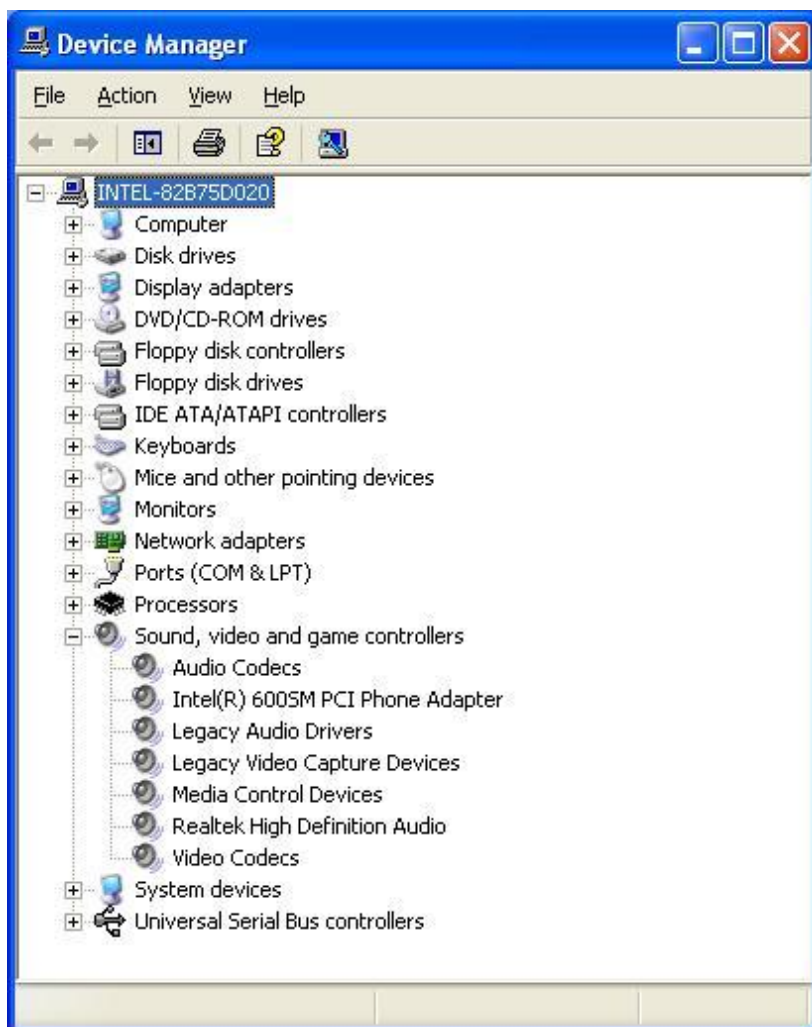 Device Manager
File Action View Help
INTEL-82B75D020
Computer
Disk drives
Display adapters
DVD/CD-ROM drives
Floppy disk controllers
Floppy disk drives
IDE ATA/ATAPI controllers
Keyboards
Mice and other pointing devices
Monitors
Network adapters
Ports (COM & LPT)
Processors
Sound, video and game controllers
Audio Codecs
Intel(R) 600SM PCI Phone Adapter
Legacy Audio Drivers
Legacy Video Capture Devices
Media Control Devices
Realtek High Definition Audio
Video Codecs
System devices
Universal Serial Bus controllers